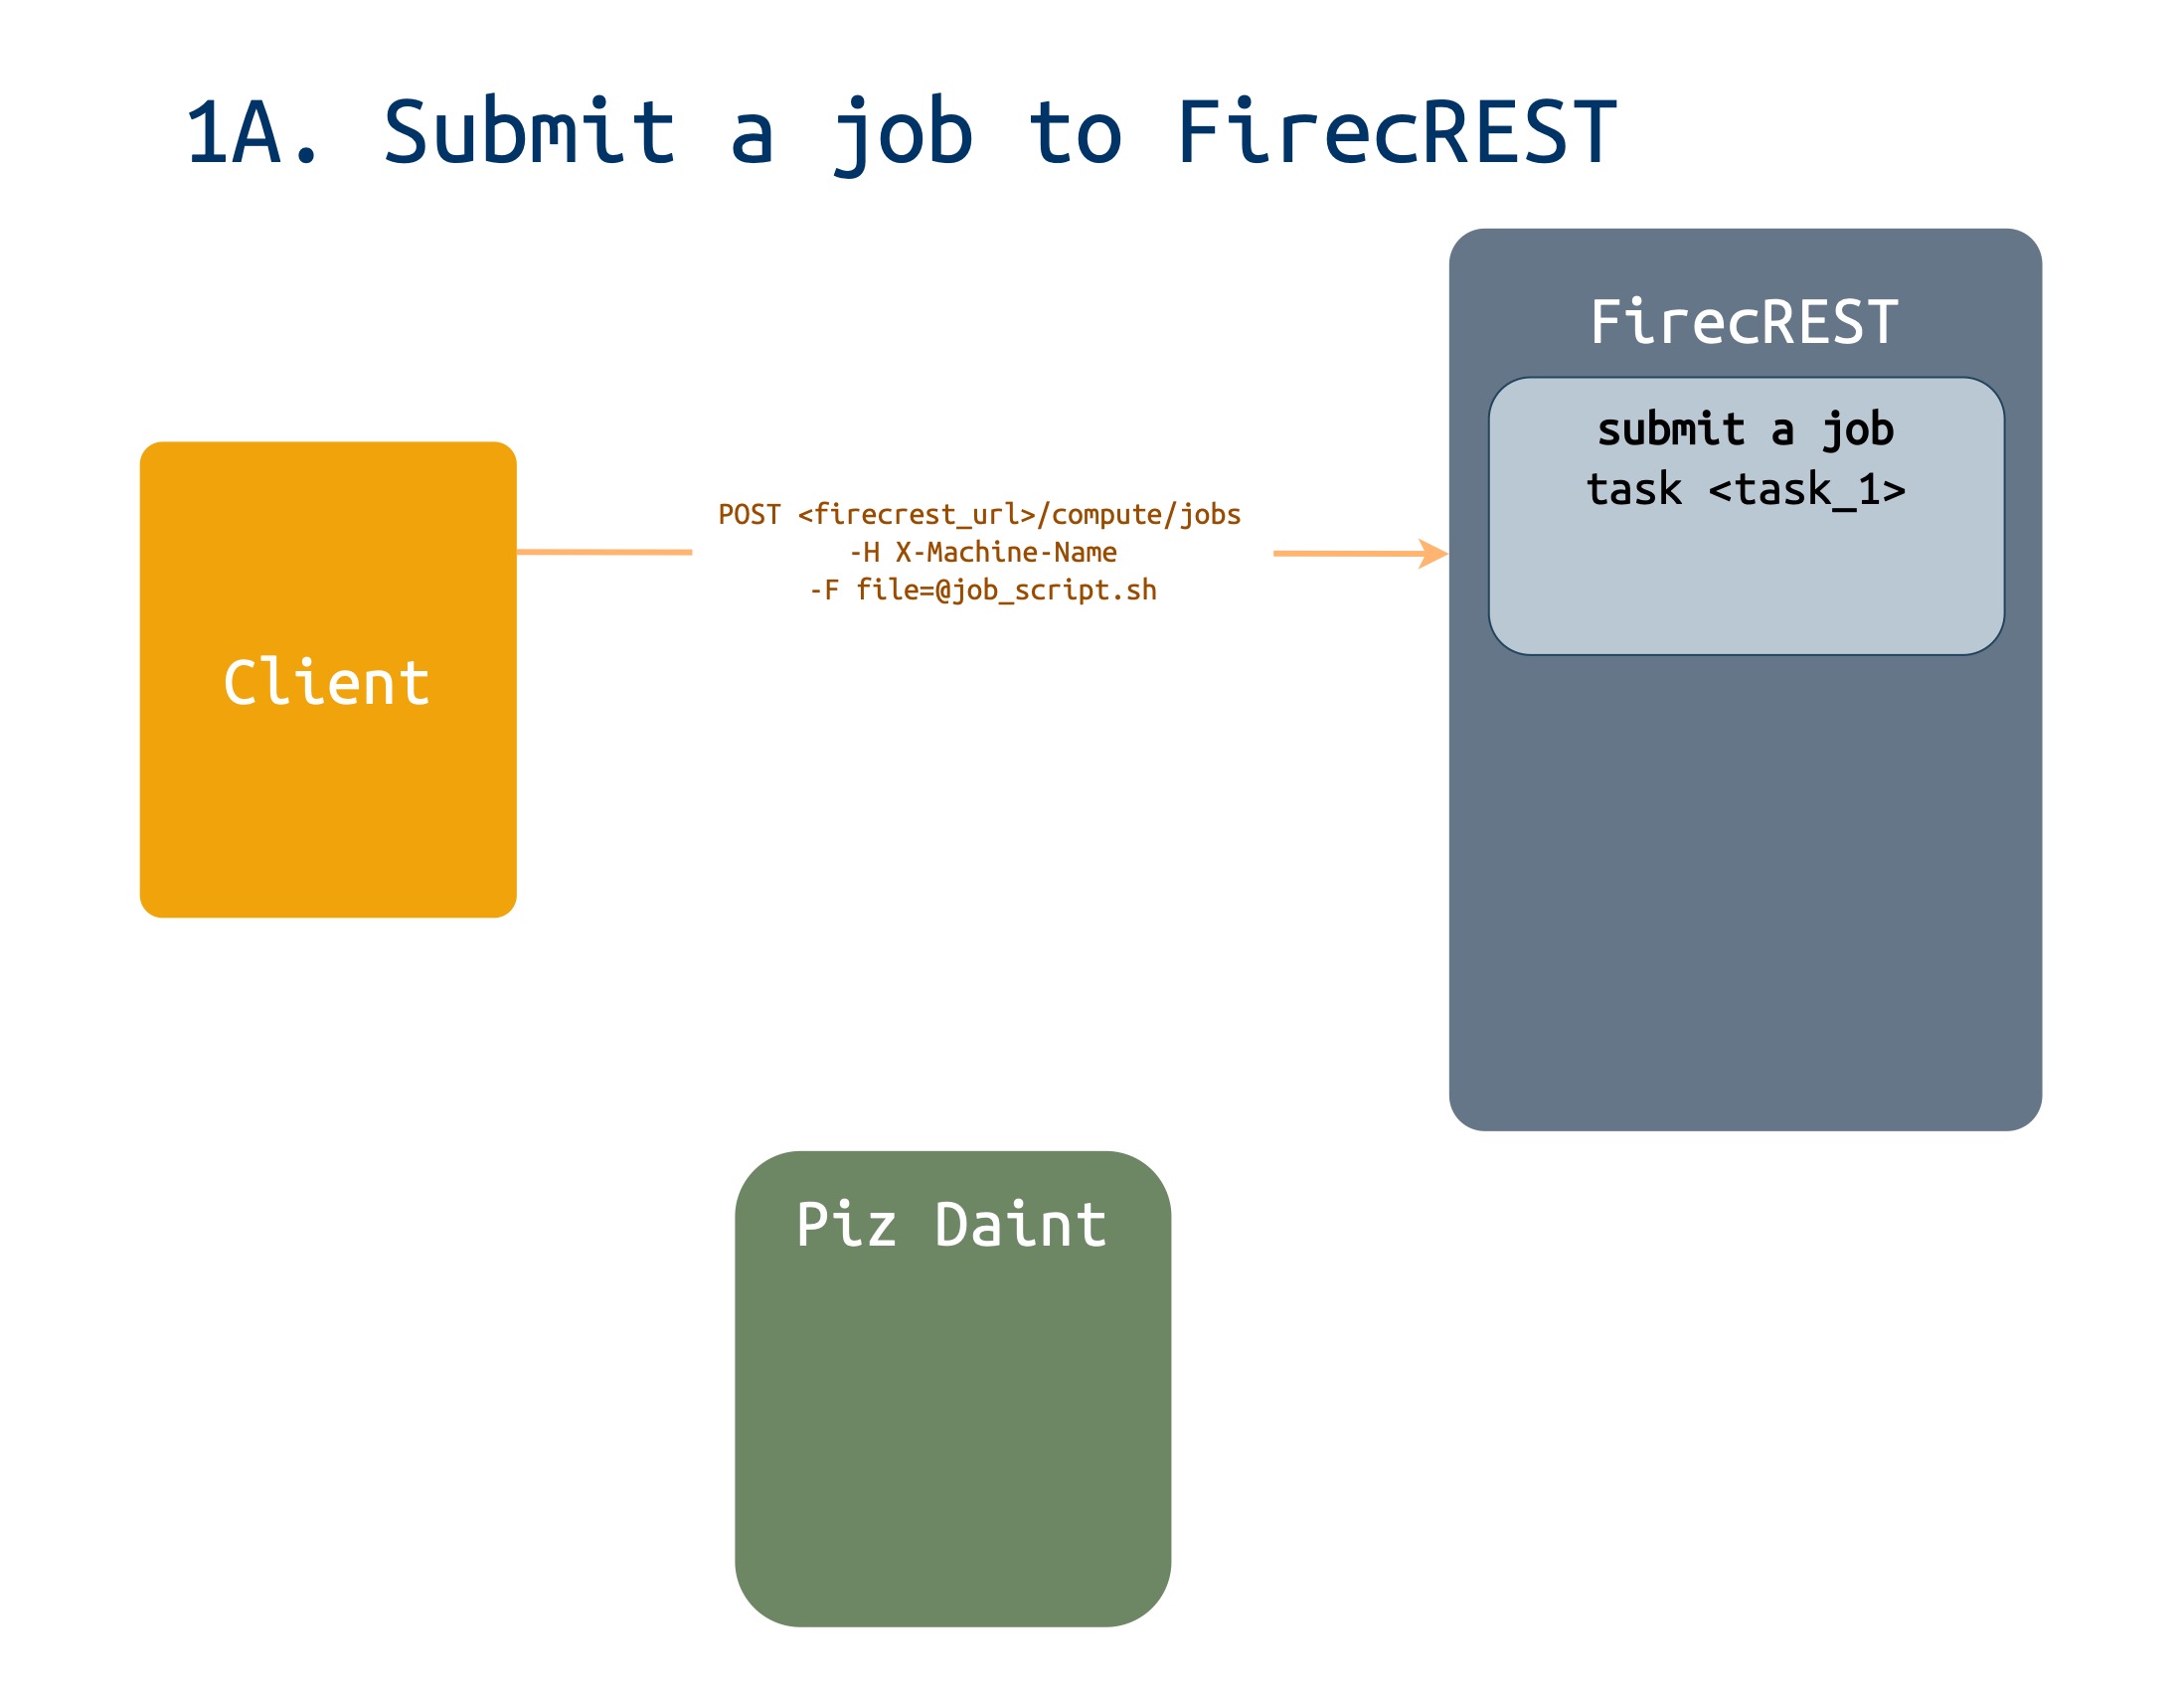 1A. Submit a job to FirecREST
FirecREST
submit a job
task <task_1>
POST <firecrest_url>/compute/jobs
-H X-Machine-Name
-F file=@job_script.sh
Client
Piz Daint